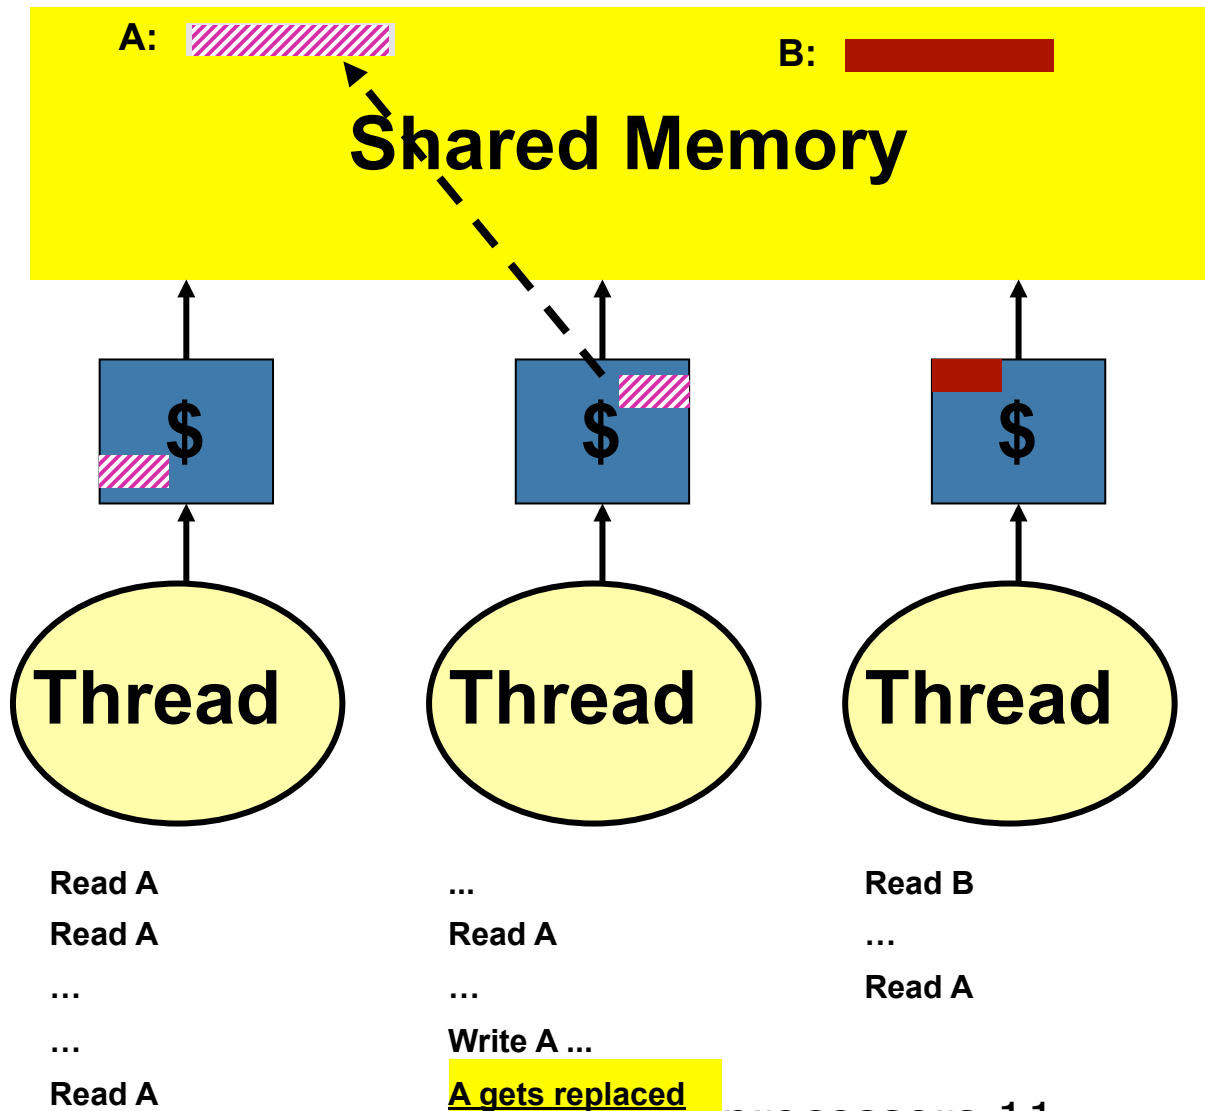 A:
B:
Shared Memory
$ $ $
Thread Thread Thread
Read A ... Read B
Read A Read A …
… … Read A
… Write A ...
Read A A gets replaced